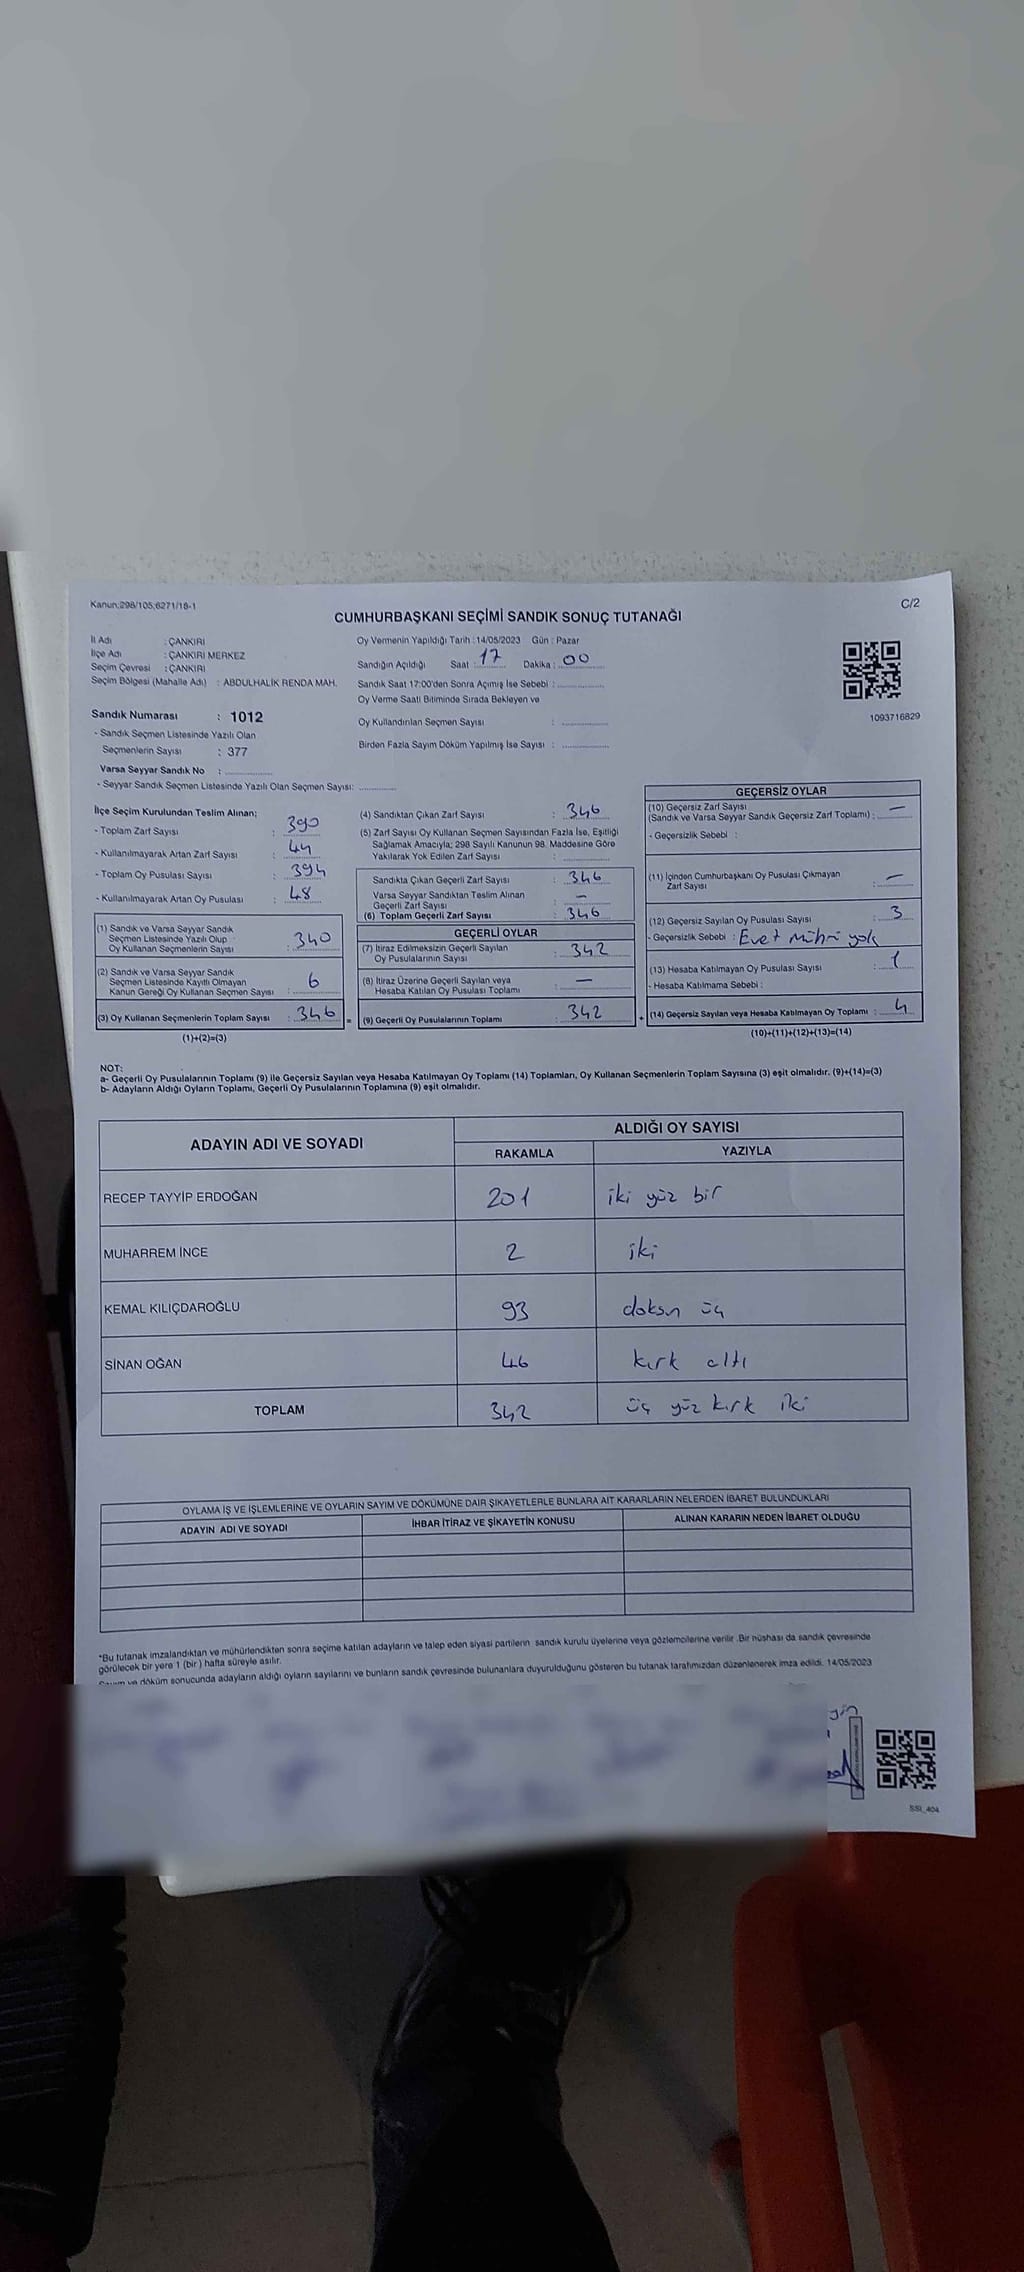 Kanun:298/105;6271/18-1
C/2
CUMHURBAŞKANI SEÇİMİ SANDIK SONUÇ TUTANAĞI
İl Adı : ÇANKIRI
İlçe Adı : ÇANKIRI MERKEZ
Seçim Çevresi : ÇANKIRI
Seçim Bölgesi (Mahalle Adı) : ABDULHALİK RENDA MAH.
Sandık Numarası : 1012
- Sandık Seçmen Listesinde Yazılı Olan
Seçmenlerin Sayısı : 377
Varsa Seyyar Sandık No :
- Seyyar Sandık Seçmen Listesinde Yazılı Olan Seçmen Sayısı:
Oy Vermenin Yapıldığı Tarih : 14/05/2023 Gün : Pazar
Sandığın Açıldığı Saat : 17 Dakika : 00
Sandık Saat 17:00'den Sonra Açımış İse Sebebi :
Oy Verme Saati Bitiminde Sırada Bekleyen ve
Oy Kullandırılan Seçmen Sayısı :
Birden Fazla Sayım Döküm Yapılmış İse Sayısı :
1093716829
İlçe Seçim Kurulundan Teslim Alınan;
- Toplam Zarf Sayısı : 390
- Kullanılmayarak Artan Zarf Sayısı : 44
- Toplam Oy Pusulası Sayısı : 394
- Kullanılmayarak Artan Oy Pusulası : 48
(1) Sandık ve Varsa Seyyar Sandık
Seçmen Listesinde Yazılı Olup
Oy Kullanan Seçmenlerin Sayısı : 340
(2) Sandık ve Varsa Seyyar Sandık
Seçmen Listesinde Kayıtlı Olmayan
Kanun Gereği Oy Kullanan Seçmen Sayısı : 6
(3) Oy Kullanan Seçmenlerin Toplam Sayısı : 346 =
(1)+(2)=(3)
(4) Sandıktan Çıkan Zarf Sayısı : 346
(5) Zarf Sayısı Oy Kullanan Seçmen Sayısından Fazla İse, Eşitliği
Sağlamak Amacıyla; 298 Sayılı Kanunun 98. Maddesine Göre
Yakılarak Yok Edilen Zarf Sayısı :
Sandıkta Çıkan Geçerli Zarf Sayısı : 346
Varsa Seyyar Sandıktan Teslim Alınan
Geçerli Zarf Sayısı : —
(6) Toplam Geçerli Zarf Sayısı : 346
GEÇERLİ OYLAR
(7) İtiraz Edilmeksizin Geçerli Sayılan
Oy Pusulalarının Sayısı : 342
(8) İtiraz Üzerine Geçerli Sayılan veya
Hesaba Katılan Oy Pusulası Toplamı : —
(9) Geçerli Oy Pusulalarının Toplamı : 342 +
GEÇERSİZ OYLAR
(10) Geçersiz Zarf Sayısı
(Sandık ve Varsa Seyyar Sandık Geçersiz Zarf Toplamı) : —
- Geçersizlik Sebebi :
(11) İçinden Cumhurbaşkanı Oy Pusulası Çıkmayan
Zarf Sayısı : —
(12) Geçersiz Sayılan Oy Pusulası Sayısı : 3
- Geçersizlik Sebebi : Evet Mührü yok
(13) Hesaba Katılmayan Oy Pusulası Sayısı : 1
- Hesaba Katılmama Sebebi :
(14) Geçersiz Sayılan veya Hesaba Katılmayan Oy Toplamı : 4
(10)+(11)+(12)+(13)=(14)
NOT:
a- Geçerli Oy Pusulalarının Toplamı (9) ile Geçersiz Sayılan veya Hesaba Katılmayan Oy Toplamı (14) Toplamları, Oy Kullanan Seçmenlerin Toplam Sayısına (3) eşit olmalıdır. (9)+(14)=(3)
b- Adayların Aldığı Oyların Toplamı, Geçerli Oy Pusulalarının Toplamına (9) eşit olmalıdır.
ADAYIN ADI VE SOYADI ALDIĞI OY SAYISI
RAKAMLA YAZIYLA
RECEP TAYYİP ERDOĞAN 201 iki yüz bir
MUHARREM İNCE 2 iki
KEMAL KILIÇDAROĞLU 93 doksn üç
SİNAN OĞAN 46 kırk altı
TOPLAM 342 üç yüz kırk iki
OYLAMA İŞ VE İŞLEMLERİNE VE OYLARIN SAYIM VE DÖKÜMÜNE DAİR ŞİKAYETLERLE BUNLARA AİT KARARLARIN NELERDEN İBARET BULUNDUKLARI
ADAYIN ADI VE SOYADI İHBAR İTİRAZ VE ŞİKAYETİN KONUSU ALINAN KARARIN NEDEN İBARET OLDUĞU
*Bu tutanak imzalandıktan ve mühürlendikten sonra seçime katılan adayların ve talep eden siyasi partilerin sandık kurulu üyelerine veya gözlemcilerine verilir .Bir nüshası da sandık çevresinde
görülecek bir yere 1 (bir ) hafta süreyle asılır.
Sayım ve döküm sonucunda adayların aldığı oyların sayılarını ve bunların sandık çevresinde bulunanlara duyurulduğunu gösteren bu tutanak tarafımızdan düzenlenerek imza edildi. 14/05/2023
SSI_404